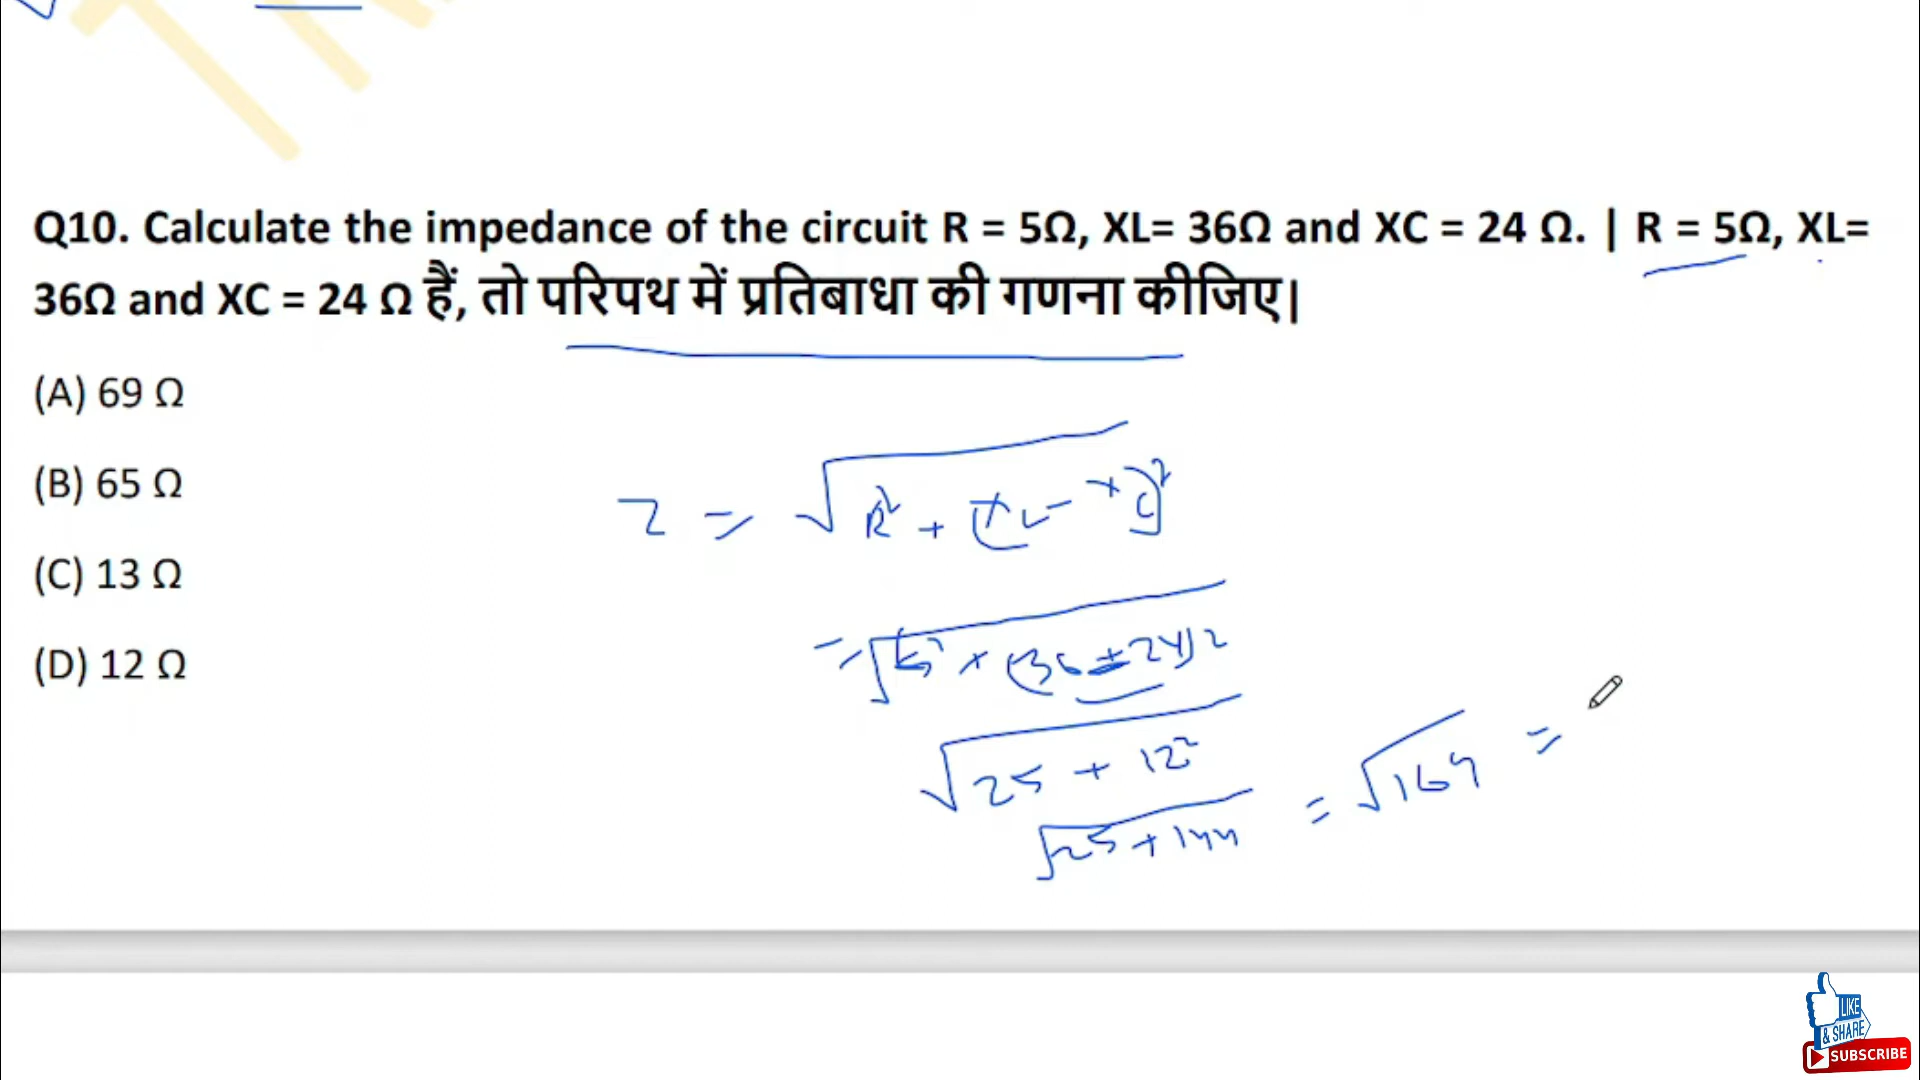 Q10. Calculate the impedance of the circuit R = 5Ω, XL= 36Ω and XC = 24 Ω. | R = 5Ω, XL=
36Ω and XC = 24 Ω हैं, तो परिपथ में प्रतिबाधा की गणना कीजिए|
(A) 69 Ω
(B) 65 Ω
(C) 13 Ω
(D) 12 Ω
Z = √R² + (XL - XC)²
= √5² + (36 - 24)2
√25 + 12²
√25 + 144 = √169 =
LIKE
& SHARE
SUBSCRIBE